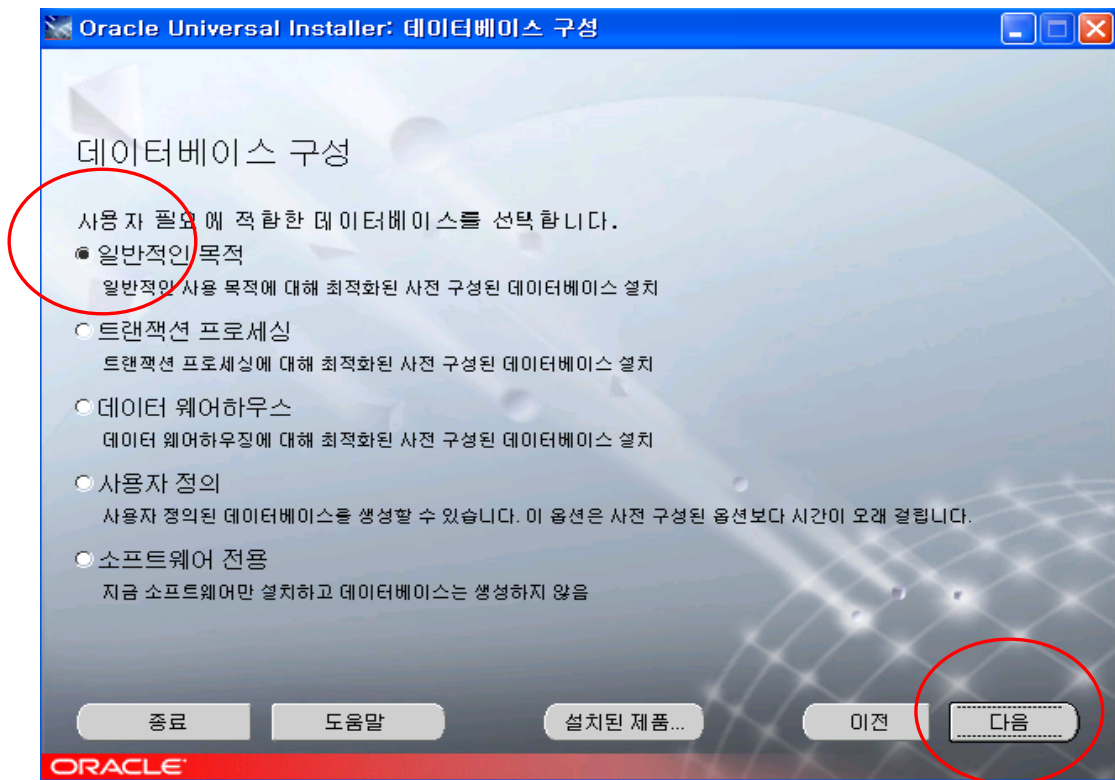 Oracle Universal Installer: 데이터베이스 구성
데이터베이스 구성
사용자 필요에 적합한 데이터베이스를 선택합니다.
일반적인 목적
일반적인 사용 목적에 대해 최적화된 사전 구성된 데이터베이스 설치
트랜잭션 프로세싱
트랜잭션 프로세싱에 대해 최적화된 사전 구성된 데이터베이스 설치
데이터 웨어하우스
데이터 웨어하우징에 대해 최적화된 사전 구성된 데이터베이스 설치
사용자 정의
사용자 정의된 데이터베이스를 생성할 수 있습니다. 이 옵션은 사전 구성된 옵션보다 시간이 오래 걸립니다.
소프트웨어 전용
지금 소프트웨어만 설치하고 데이터베이스는 생성하지 않음
종료 도움말 설치된 제품... 이전 다음
ORACLE